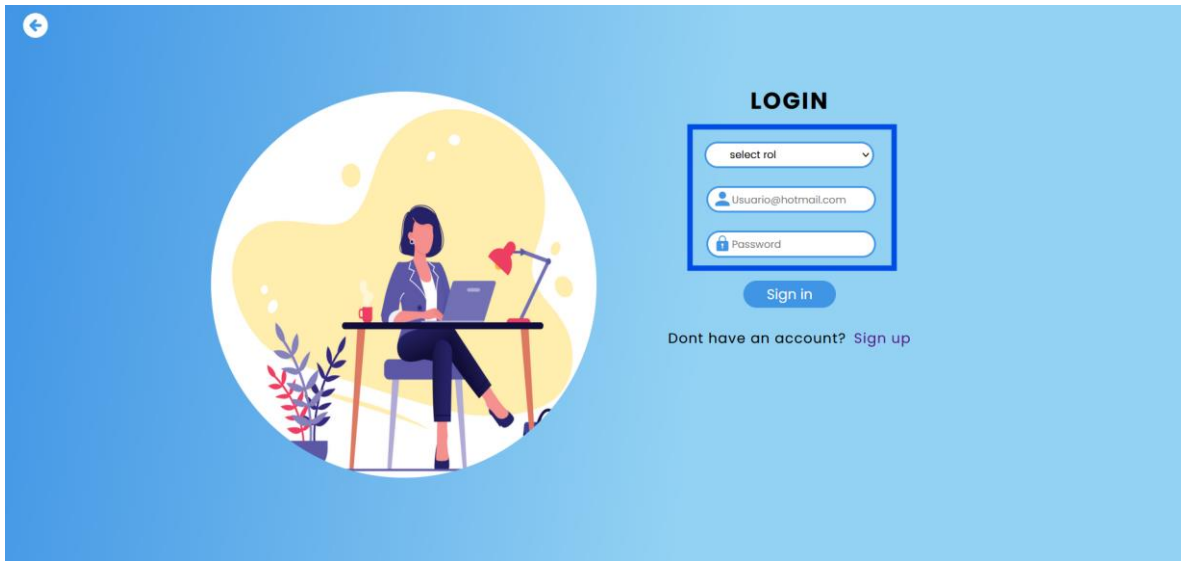 LOGIN
select rol
Usuario@hotmail.com
Password
Sign in
Dont have an account? Sign up